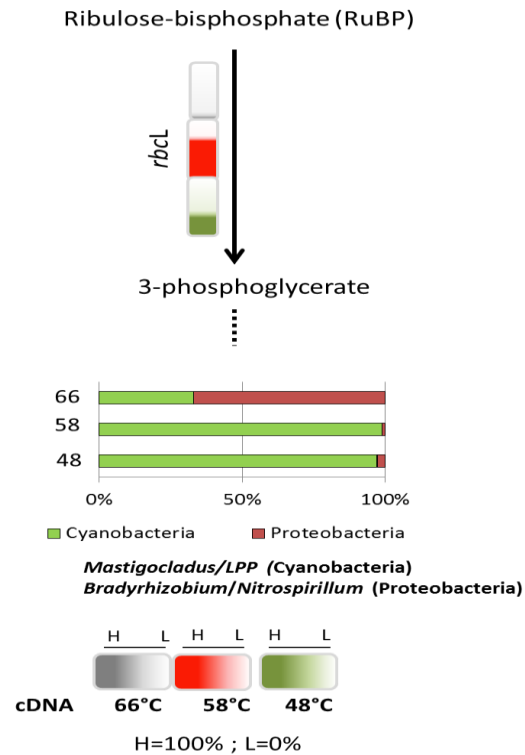 Ribulose-bisphosphate (RuBP)
rbcL
3-phosphoglycerate
66
58
48
0% 50% 100%
Cyanobacteria Proteobacteria
Mastigocladus/LPP (Cyanobacteria)
Bradyrhizobium/Nitrospirillum (Proteobacteria)
H L H L H L
cDNA 66°C 58°C 48°C
H=100% ; L=0%